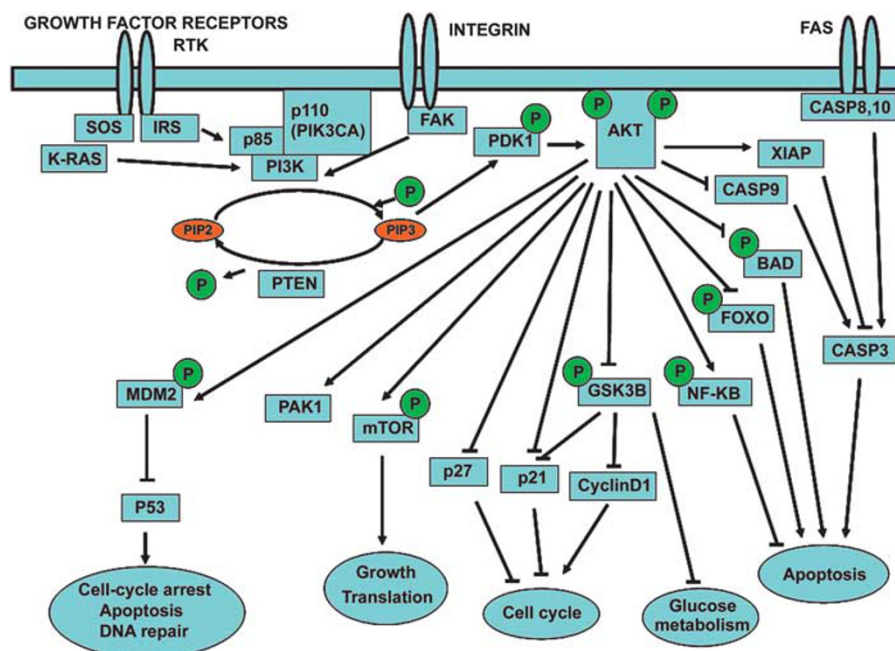 GROWTH FACTOR RECEPTORS
RTK
INTEGRIN
FAS
SOS
IRS
p85
p110
(PIK3CA)
PI3K
FAK
K-RAS
PDK1
P
P
P
AKT
CASP8,10
XIAP
CASP9
P
PIP2
PIP3
P
PTEN
P
BAD
P
FOXO
CASP3
P
MDM2
PAK1
P
mTOR
P
GSK3B
P
NF-KB
p27
p21
CyclinD1
P53
Cell-cycle arrest
Apoptosis
DNA repair
Growth
Translation
Cell cycle
Glucose
metabolism
Apoptosis